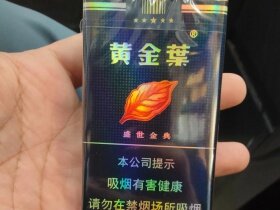 黄金葉®
盛世金典
本公司提示
吸烟有害健康
请勿在禁烟场所吸烟